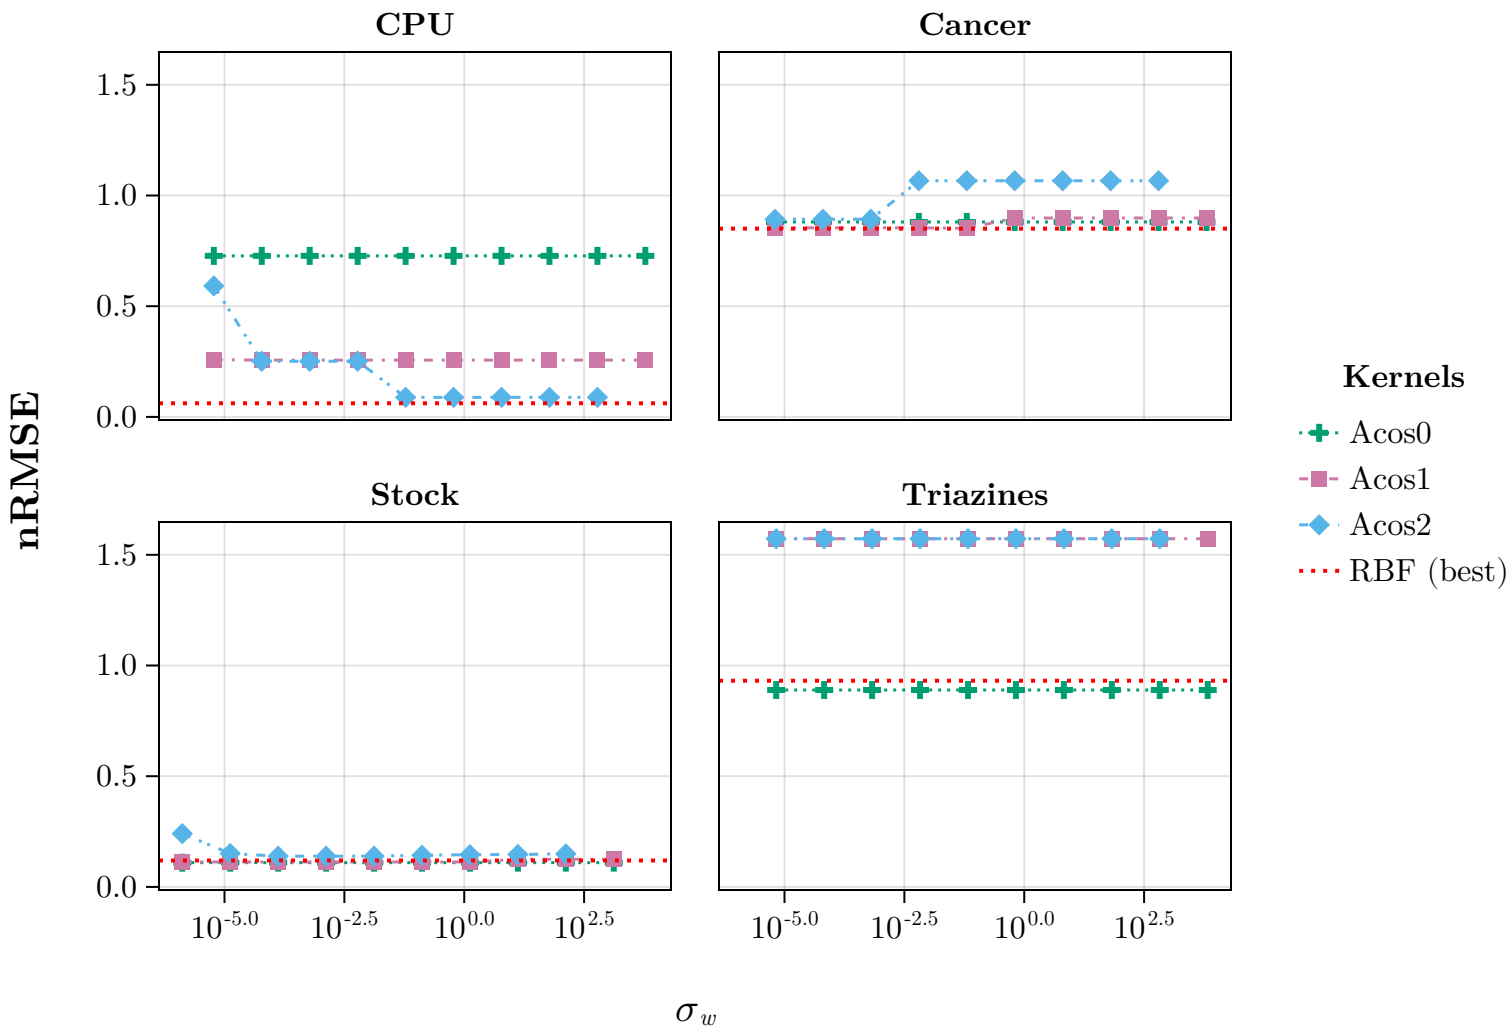 CPU
Cancer
1.5
1.0
0.5
0.0
nRMSE
Stock
Triazines
1.5
1.0
0.5
0.0
10^-5.0 10^-2.5 10^0.0 10^2.5
10^-5.0 10^-2.5 10^0.0 10^2.5
σ_w
Kernels
Acos0
Acos1
Acos2
RBF (best)